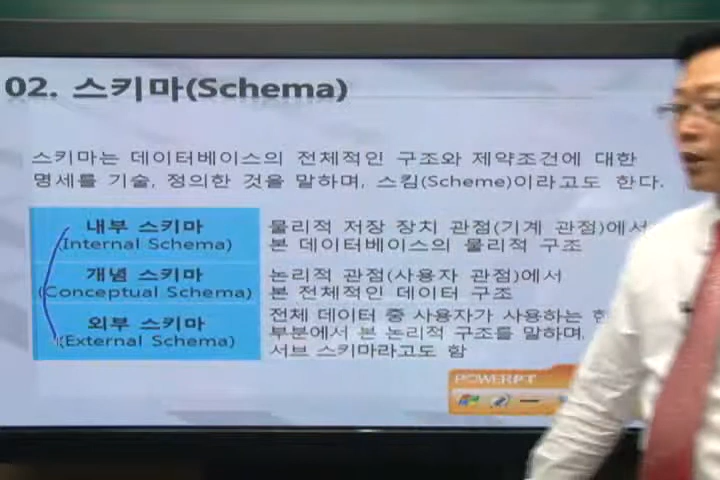 02. 스키마(Schema)
스키마는 데이터베이스의 전체적인 구조와 제약조건에 대한
명세를 기술, 정의한 것을 말하며, 스킴(Scheme)이라고도 한다.
내부 스키마
(Internal Schema)
물리적 저장 장치 관점(기계 관점)에서
본 데이터베이스의 물리적 구조
개념 스키마
(Conceptual Schema)
논리적 관점(사용자 관점)에서
본 전체적인 데이터 구조
외부 스키마
(External Schema)
전체 데이터 중 사용자가 사용하는
부분에서 본 논리적 구조를 말하며,
서브 스키마라고도 함
POWERPT